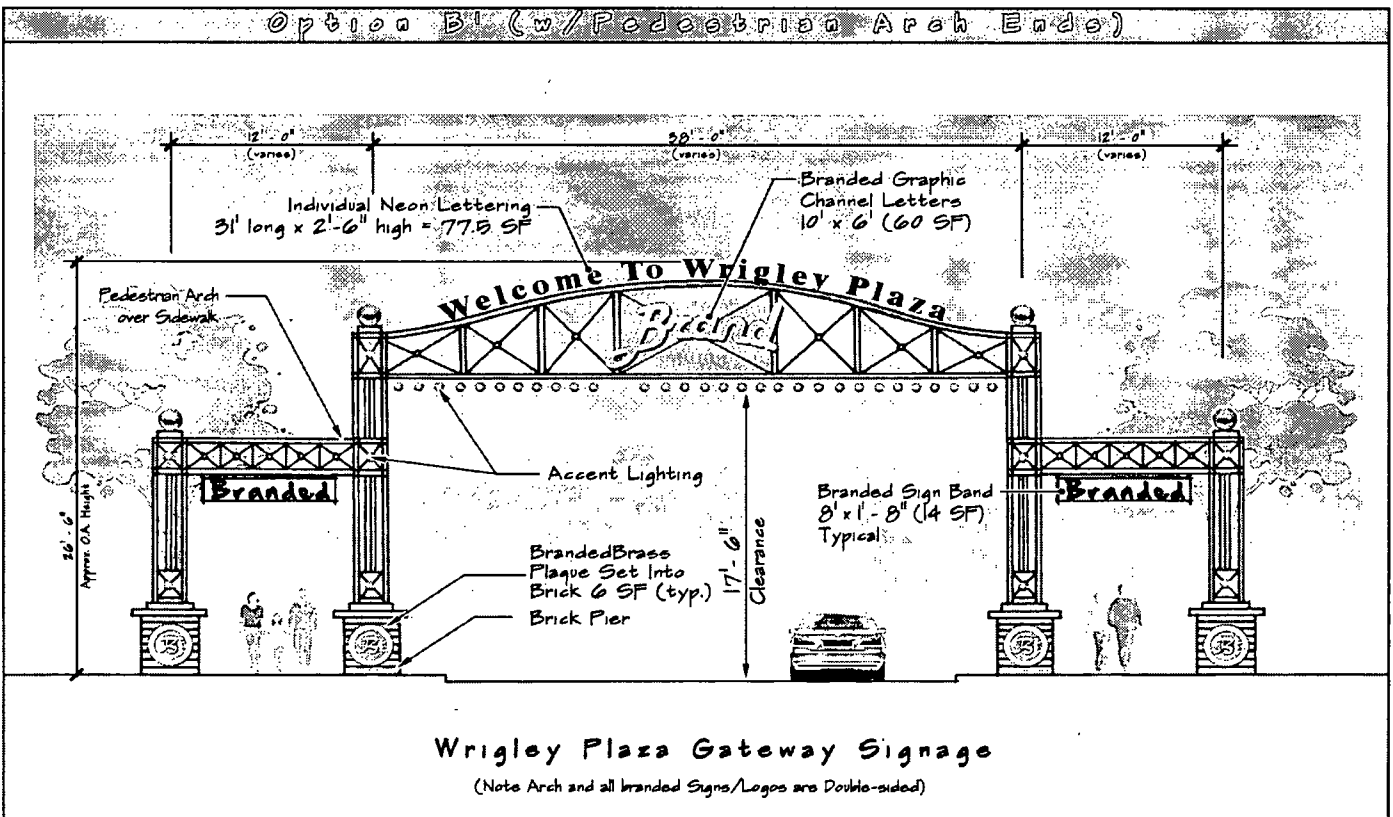 Option B' (w/Pedestrian Arch Ends)
12'-0"
(varies)
38'-0"
(varies)
12'-0"
(varies)
Individual Neon Lettering
31' long x 2'-6" high = 77.5 SF
Branded Graphic
Channel Letters
10' x 6' (60 SF)
Welcome To Wrigley Plaza
Brand
Pedestrian Arch
over Sidewalk
Accent Lighting
Branded
Branded
Branded Sign Band
8' x 1'-8" (14 SF)
Typical
26'-6"
Approx. O.A. Height
17'-6"
Clearance
BrandedBrass
Plaque Set Into
Brick 6 SF (typ.)
Brick Pier
B
B
B
B
Wrigley Plaza Gateway Signage
(Note Arch and all branded Signs/Logos are Double-sided)